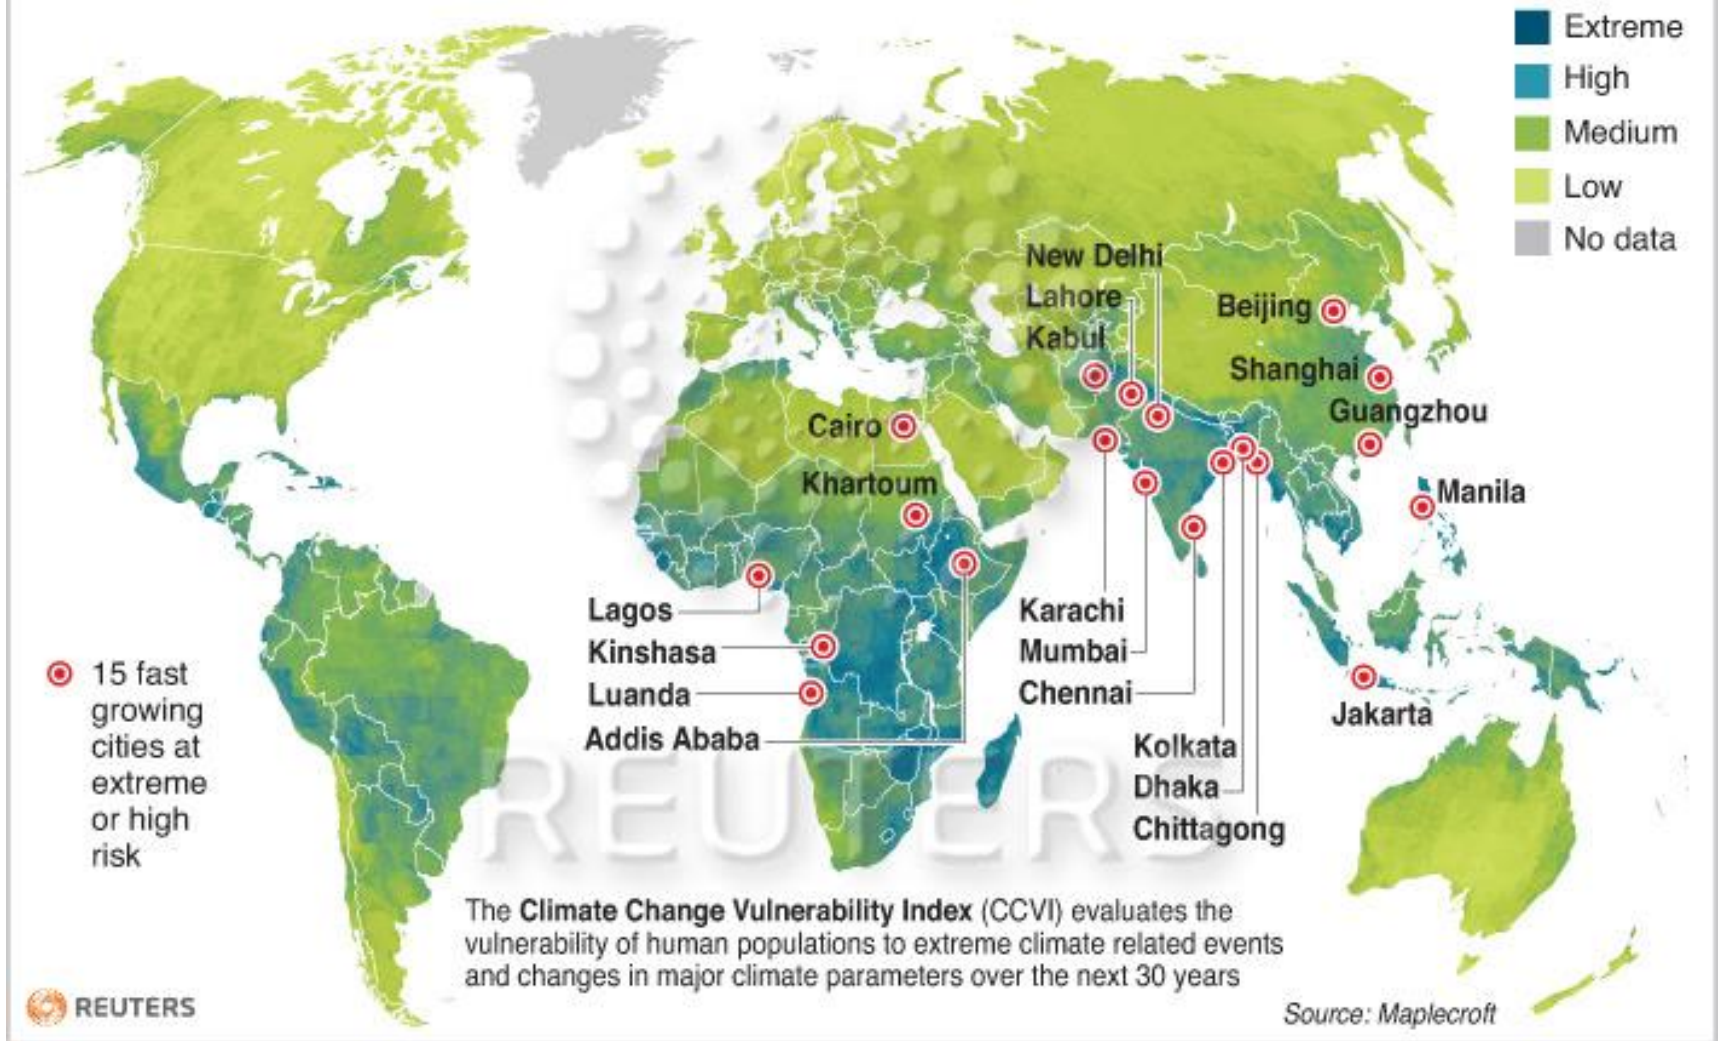 Extreme
High
Medium
Low
No data
New Delhi
Lahore
Kabul
Beijing
Shanghai
Guangzhou
Cairo
Khartoum
Manila
Lagos
Kinshasa
Luanda
Addis Ababa
Karachi
Mumbai
Chennai
Jakarta
Kolkata
Dhaka
Chittagong
15 fast
growing
cities at
extreme
or high
risk
REUTERS
The Climate Change Vulnerability Index (CCVI) evaluates the
vulnerability of human populations to extreme climate related events
and changes in major climate parameters over the next 30 years
REUTERS
Source: Maplecroft